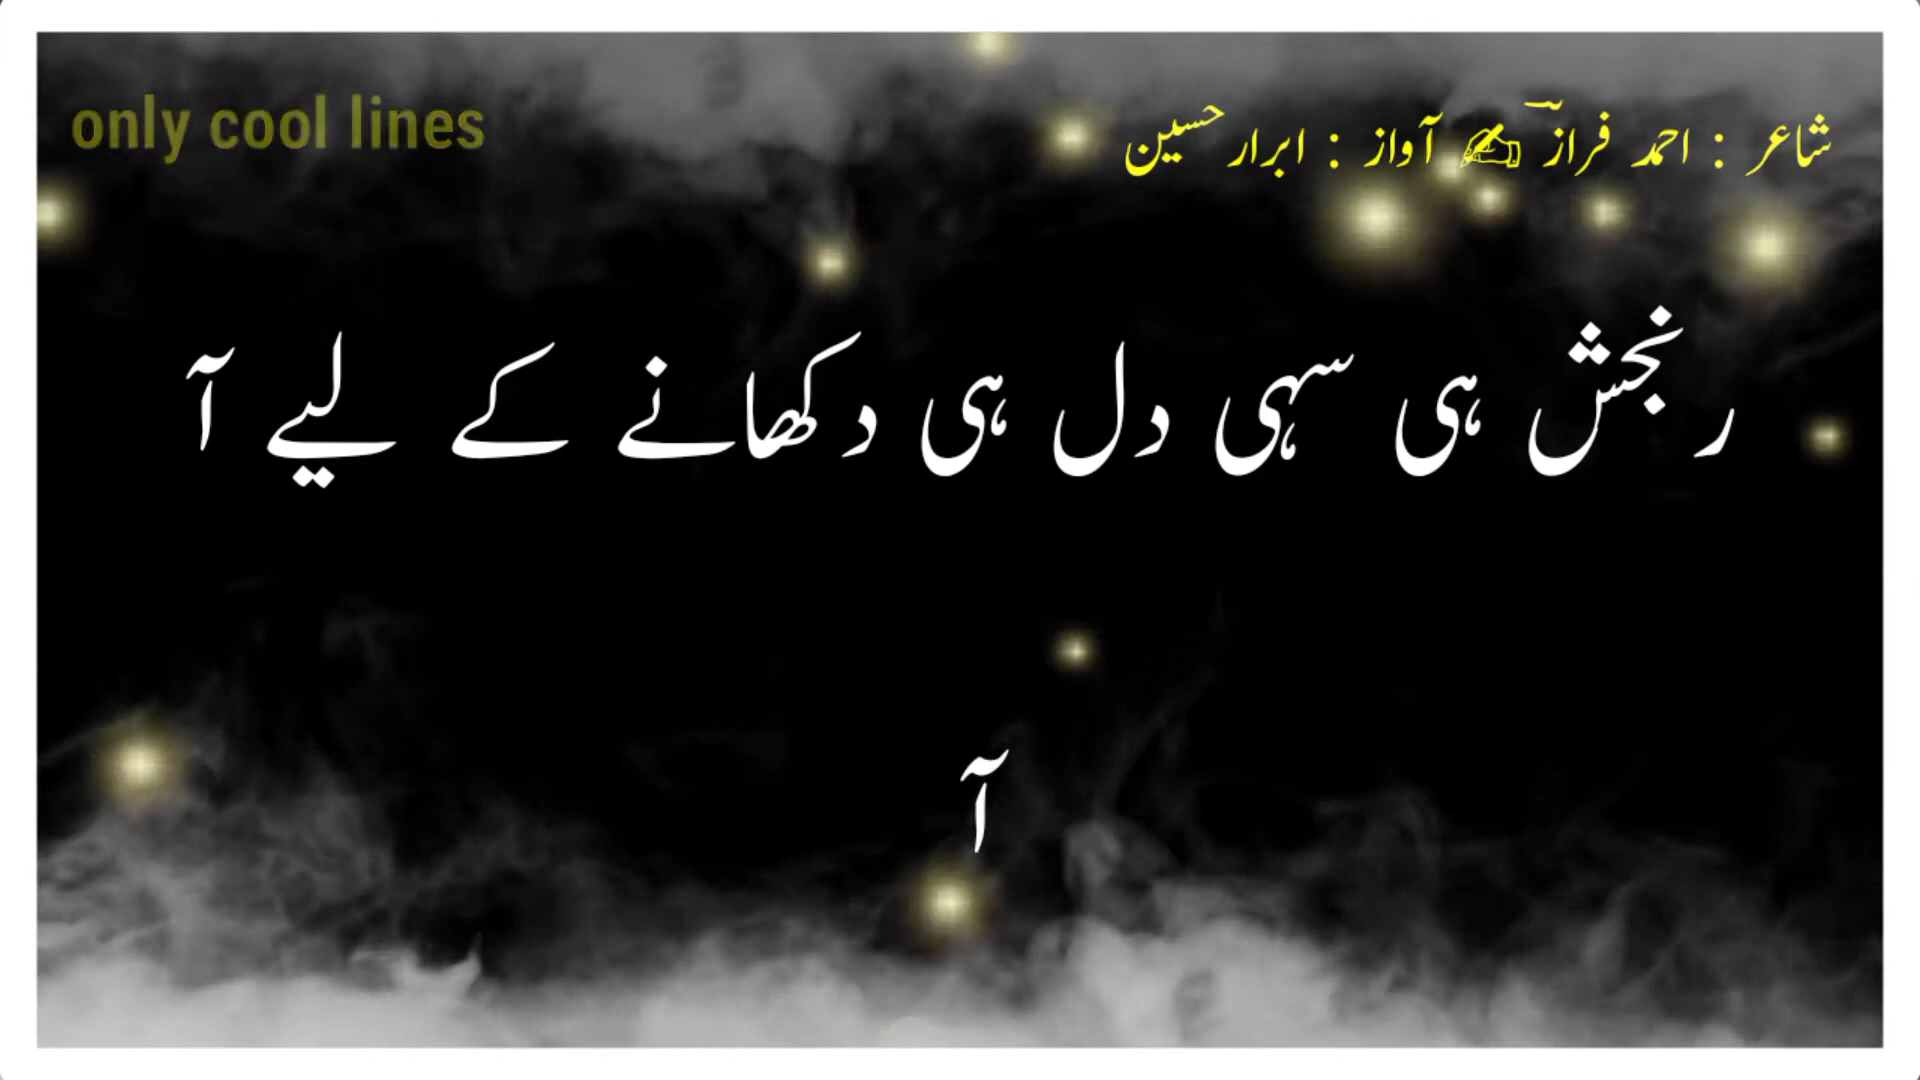 only cool lines
شاعر : احمد فرازؔ ✍ آواز : ابرار حسین
رنجش ہی سہی دل ہی دکھانے کے لیے آ
آ